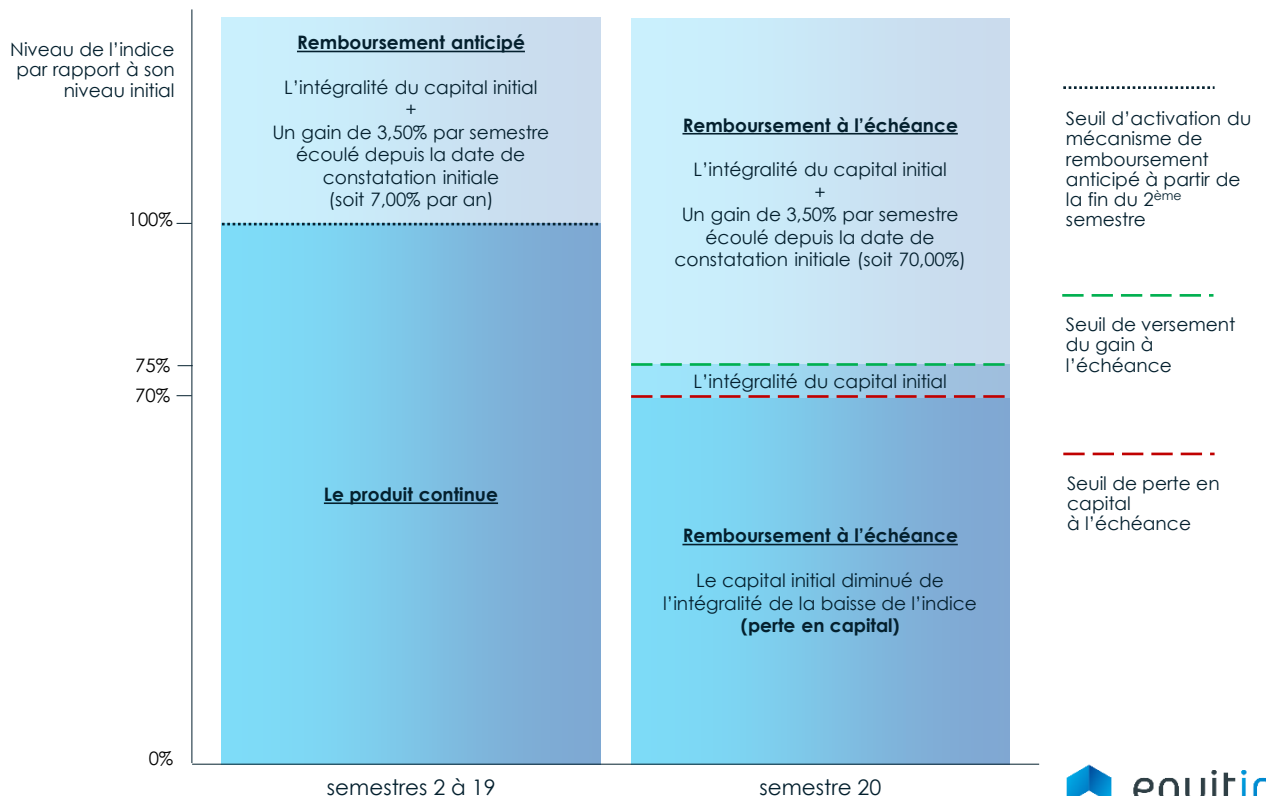 Niveau de l'indice
par rapport à son
niveau initial
100%
75%
70%
0%
Remboursement anticipé
L'intégralité du capital initial
+
Un gain de 3,50% par semestre
écoulé depuis la date de
constatation initiale
(soit 7,00% par an)
Le produit continue
semestres 2 à 19
Remboursement à l'échéance
L'intégralité du capital initial
+
Un gain de 3,50% par semestre
écoulé depuis la date de
constatation initiale (soit 70,00%)
L'intégralité du capital initial
Remboursement à l'échéance
Le capital initial diminué de
l'intégralité de la baisse de l'indice
(perte en capital)
semestre 20
Seuil d'activation du
mécanisme de
remboursement
anticipé à partir de
la fin du 2ème
semestre
Seuil de versement
du gain à
l'échéance
Seuil de perte en
capital
à l'échéance